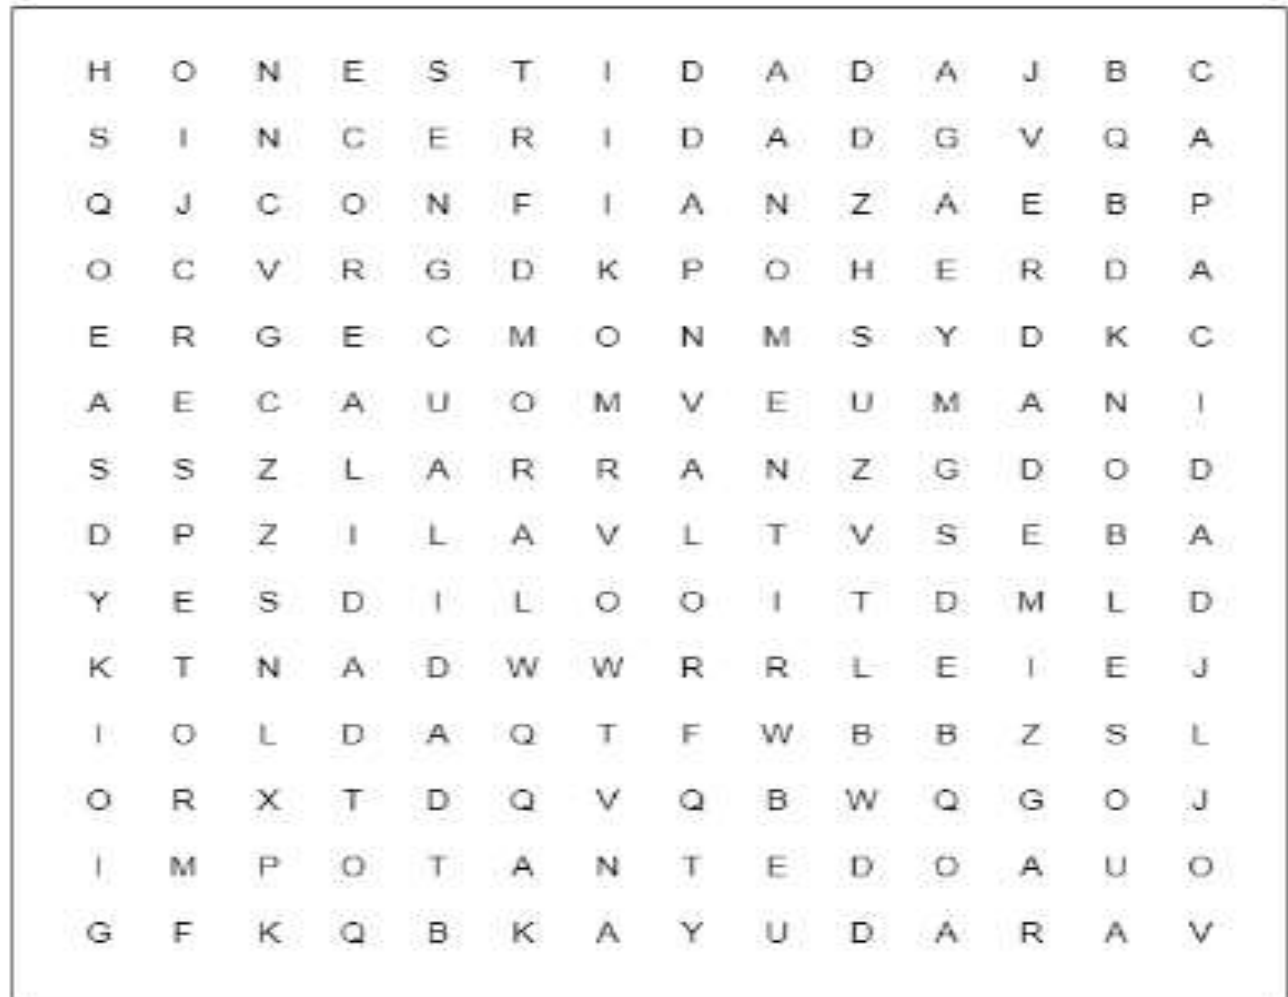 H O N E S T I D A D A J B C
S I N C E R I D A D G V Q A
Q J C O N F I A N Z A E B P
O C V R G D K P O H E R D A
E R G E C M O N M S Y D K C
A E C A U O M V E U M A N I
S S Z L A R R A N Z G D O D
D P Z I L A V L T V S E B A
Y E S D I L O O I T D M L D
K T N A D W W R R L E I E J
I O L D A Q T F W B B Z S L
O R X T D Q V Q B W Q G O J
I M P O T A N T E D O A U O
G F K Q B K A Y U D A R A V